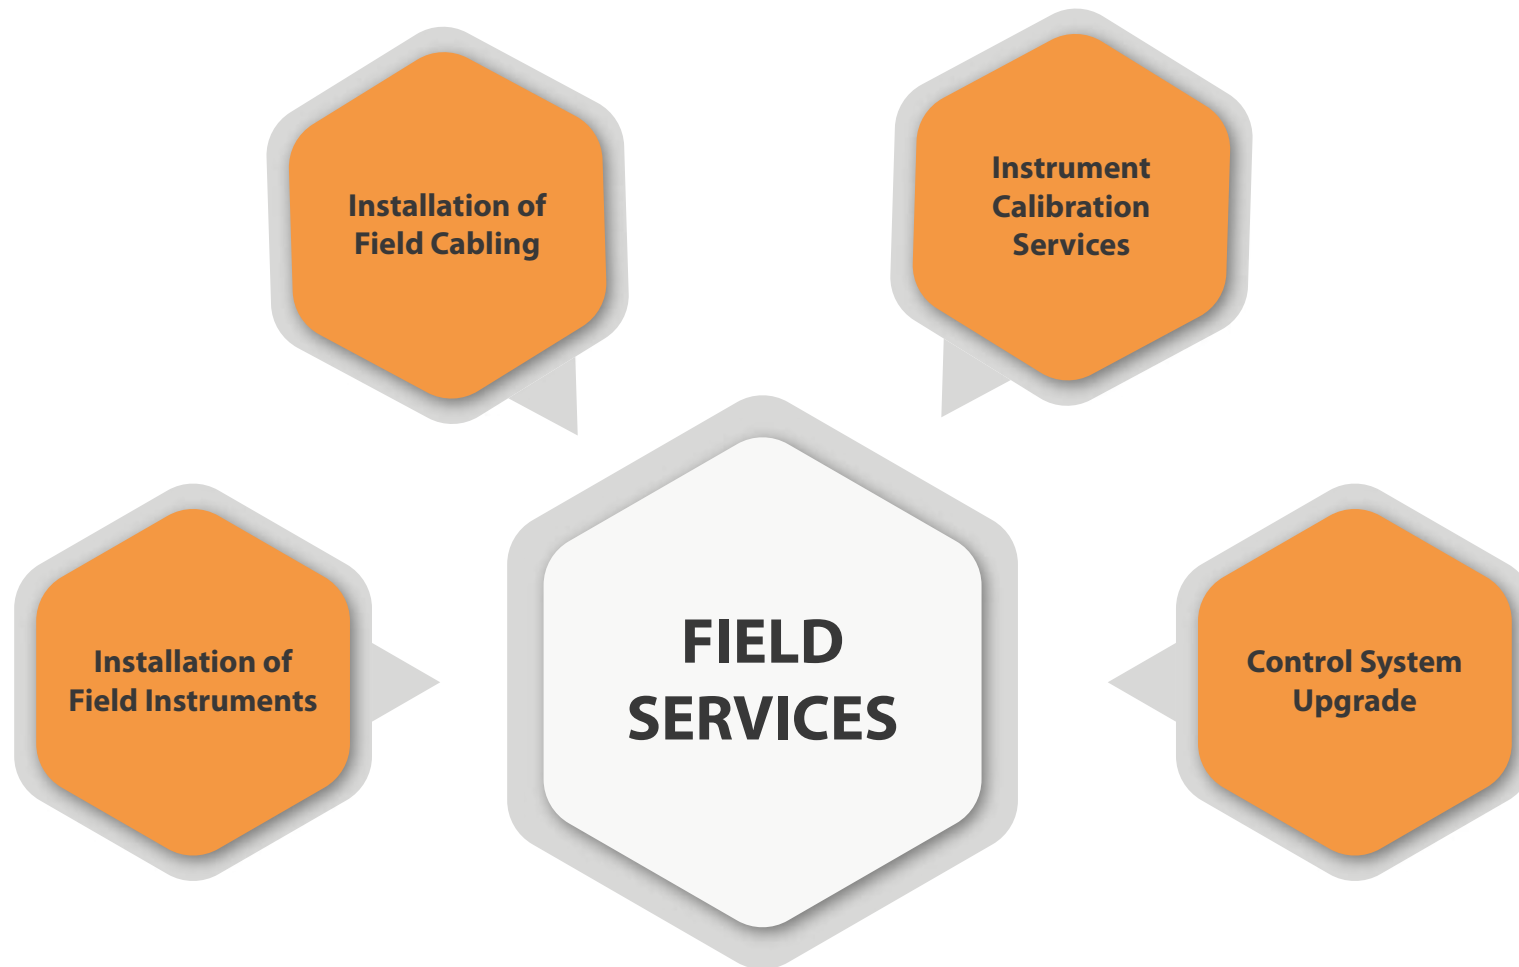 Installation of
Field Cabling
Instrument
Calibration
Services
Installation of
Field Instruments
FIELD
SERVICES
Control System
Upgrade